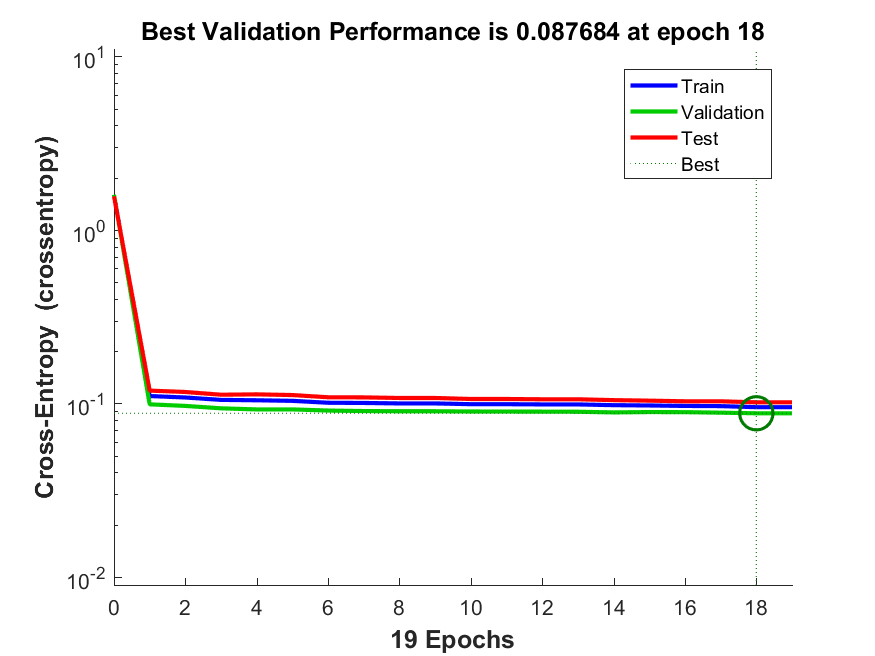 Best Validation Performance is 0.087684 at epoch 18
10^1
10^0
10^-1
10^-2
Cross-Entropy (crossentropy)
Train
Validation
Test
Best
0 2 4 6 8 10 12 14 16 18
19 Epochs